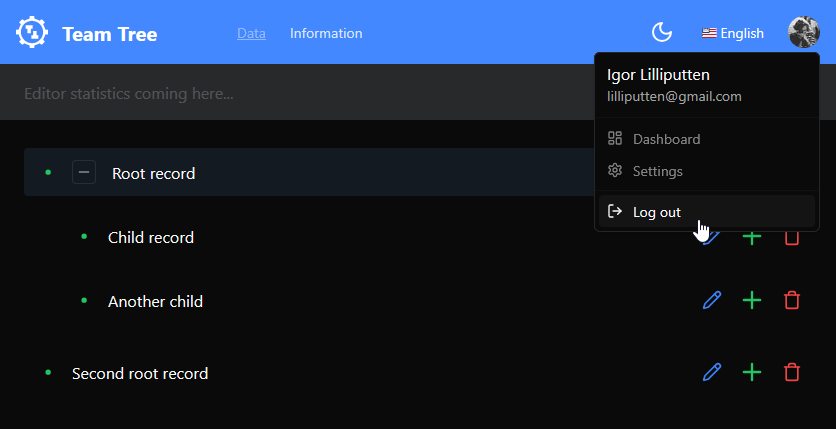 Team Tree
Data
Information
English
Igor Lilliputten
lilliputten@gmail.com
Editor statistics coming here...
Dashboard
Settings
Log out
Root record
Child record
Another child
Second root record